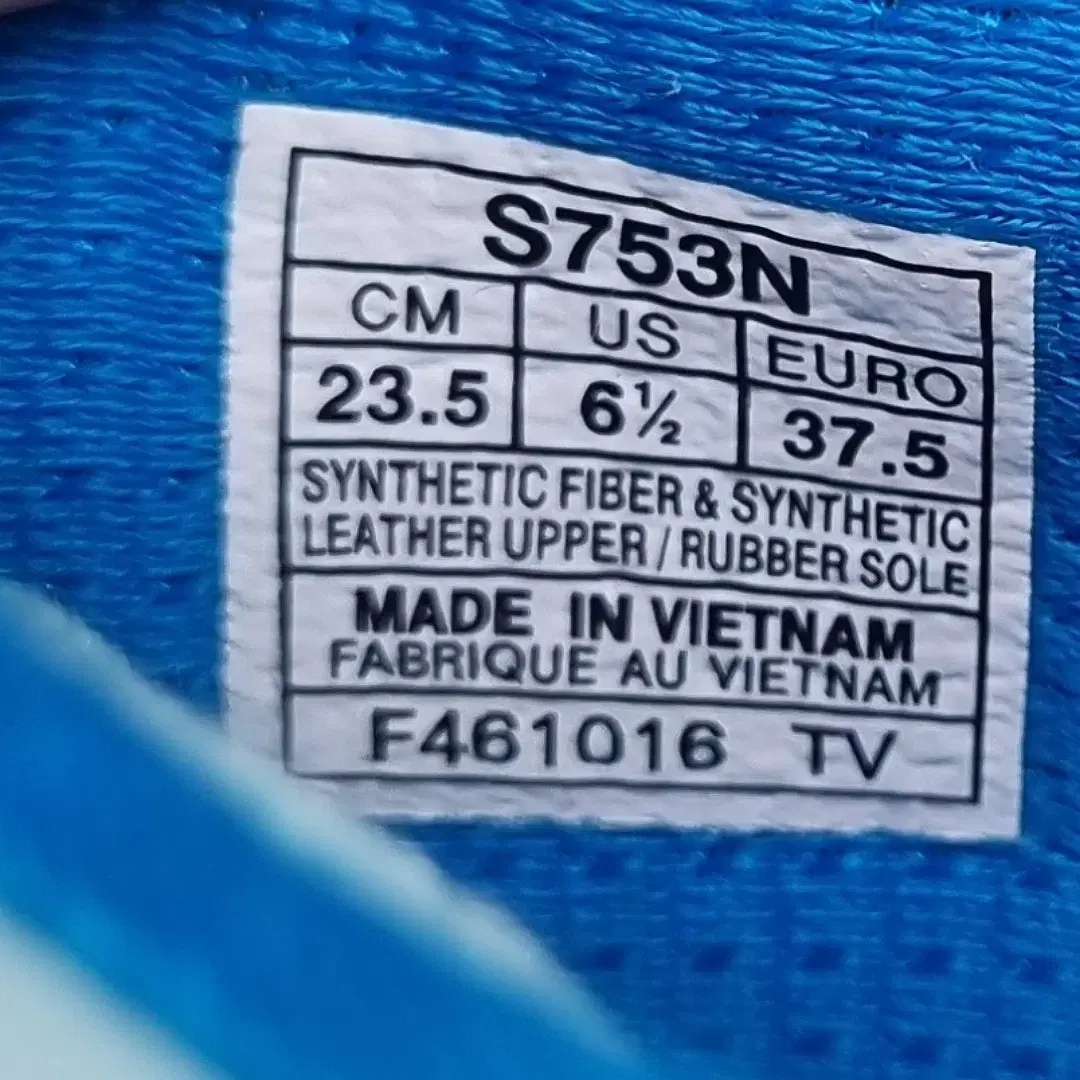 S753N
CM US EURO
23.5 6½ 37.5
SYNTHETIC FIBER & SYNTHETIC
LEATHER UPPER / RUBBER SOLE
MADE IN VIETNAM
FABRIQUE AU VIETNAM
F461016 TV